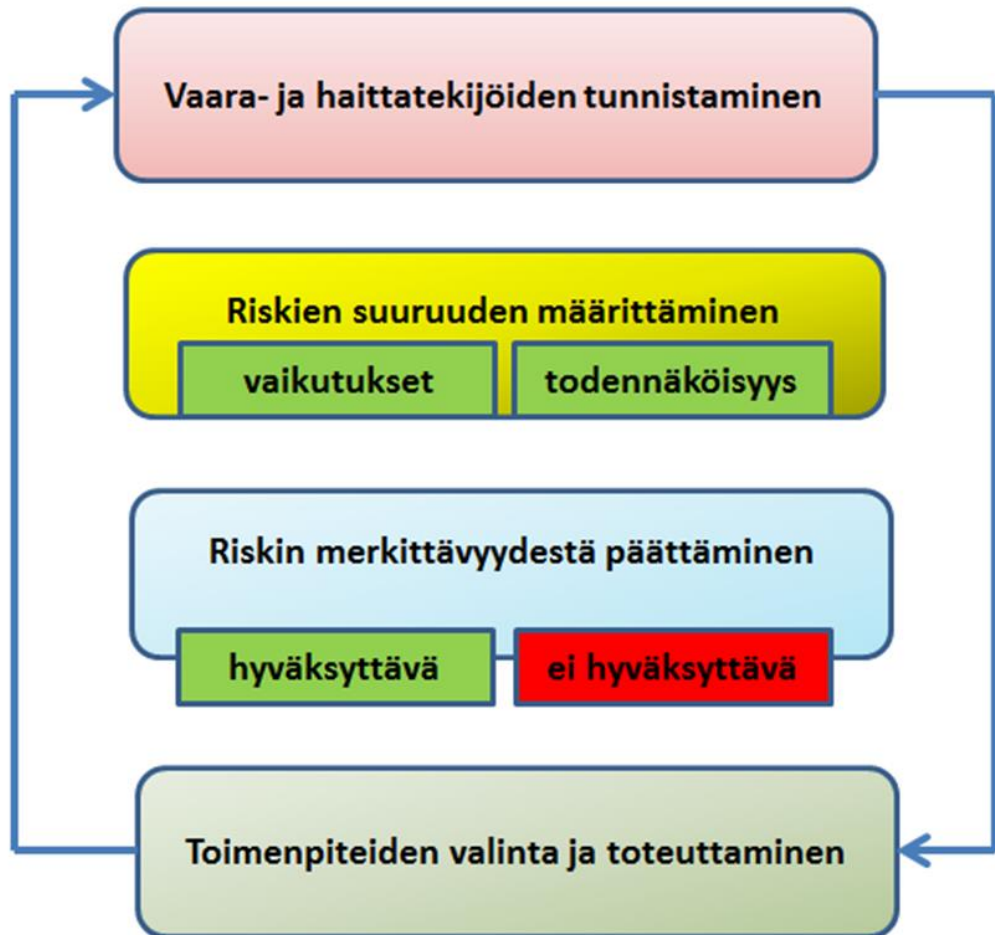 Vaara- ja haittatekijöiden tunnistaminen
Riskien suuruuden määrittäminen
vaikutukset
todennäköisyys
Riskin merkittävyydestä päättäminen
hyväksyttävä
ei hyväksyttävä
Toimenpiteiden valinta ja toteuttaminen